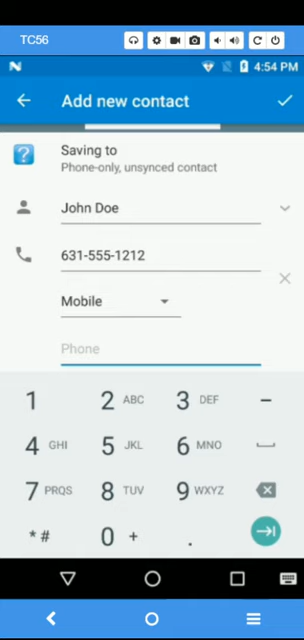 TC56
4:54 PM
Add new contact
Saving to
Phone-only, unsynced contact
John Doe
631-555-1212
Mobile
Phone
1 2 ABC 3 DEF –
4 GHI 5 JKL 6 MNO
7 PQRS 8 TUV 9 WXYZ
* # 0 + .